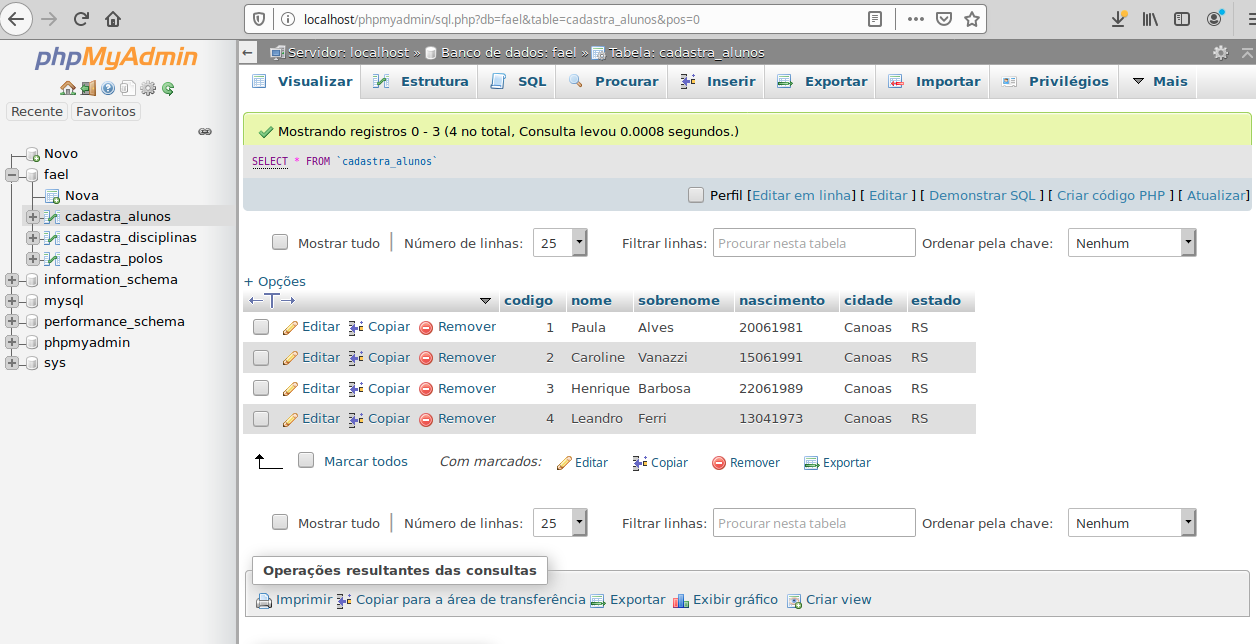 localhost/phpmyadmin/sql.php?db=fael&table=cadastra_alunos&pos=0
phpMyAdmin
Recente Favoritos
Novo
fael
Nova
cadastra_alunos
cadastra_disciplinas
cadastra_polos
information_schema
mysql
performance_schema
phpmyadmin
sys
Servidor: localhost » Banco de dados: fael » Tabela: cadastra_alunos
Visualizar Estrutura SQL Procurar Inserir Exportar Importar Privilégios Mais
Mostrando registros 0 - 3 (4 no total, Consulta levou 0.0008 segundos.)
SELECT * FROM `cadastra_alunos`
Perfil [Editar em linha] [ Editar ] [ Demonstrar SQL ] [ Criar código PHP ] [ Atualizar]
Mostrar tudo | Número de linhas: 25 Filtrar linhas: Procurar nesta tabela Ordenar pela chave: Nenhum
+ Opções
←T→ codigo nome sobrenome nascimento cidade estado
Editar Copiar Remover 1 Paula Alves 20061981 Canoas RS
Editar Copiar Remover 2 Caroline Vanazzi 15061991 Canoas RS
Editar Copiar Remover 3 Henrique Barbosa 22061989 Canoas RS
Editar Copiar Remover 4 Leandro Ferri 13041973 Canoas RS
Marcar todos Com marcados: Editar Copiar Remover Exportar
Mostrar tudo | Número de linhas: 25 Filtrar linhas: Procurar nesta tabela Ordenar pela chave: Nenhum
Operações resultantes das consultas
Imprimir Copiar para a área de transferência Exportar Exibir gráfico Criar view